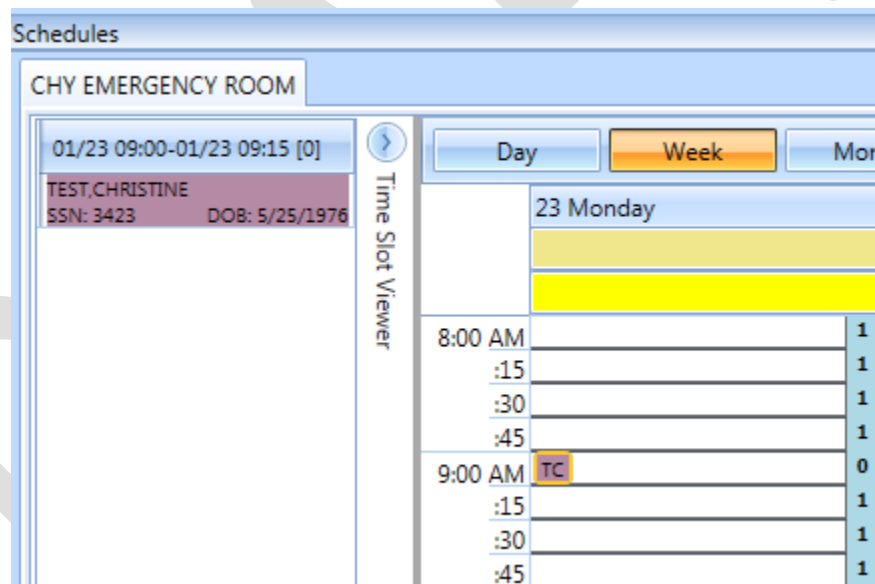 Schedules
CHY EMERGENCY ROOM
01/23 09:00-01/23 09:15 [0]
TEST,CHRISTINE
SSN: 3423 DOB: 5/25/1976
Time Slot Viewer
Day Week Mon
23 Monday
8:00 AM 1
:15 1
:30 1
:45 1
9:00 AM TC 0
:15 1
:30 1
:45 1